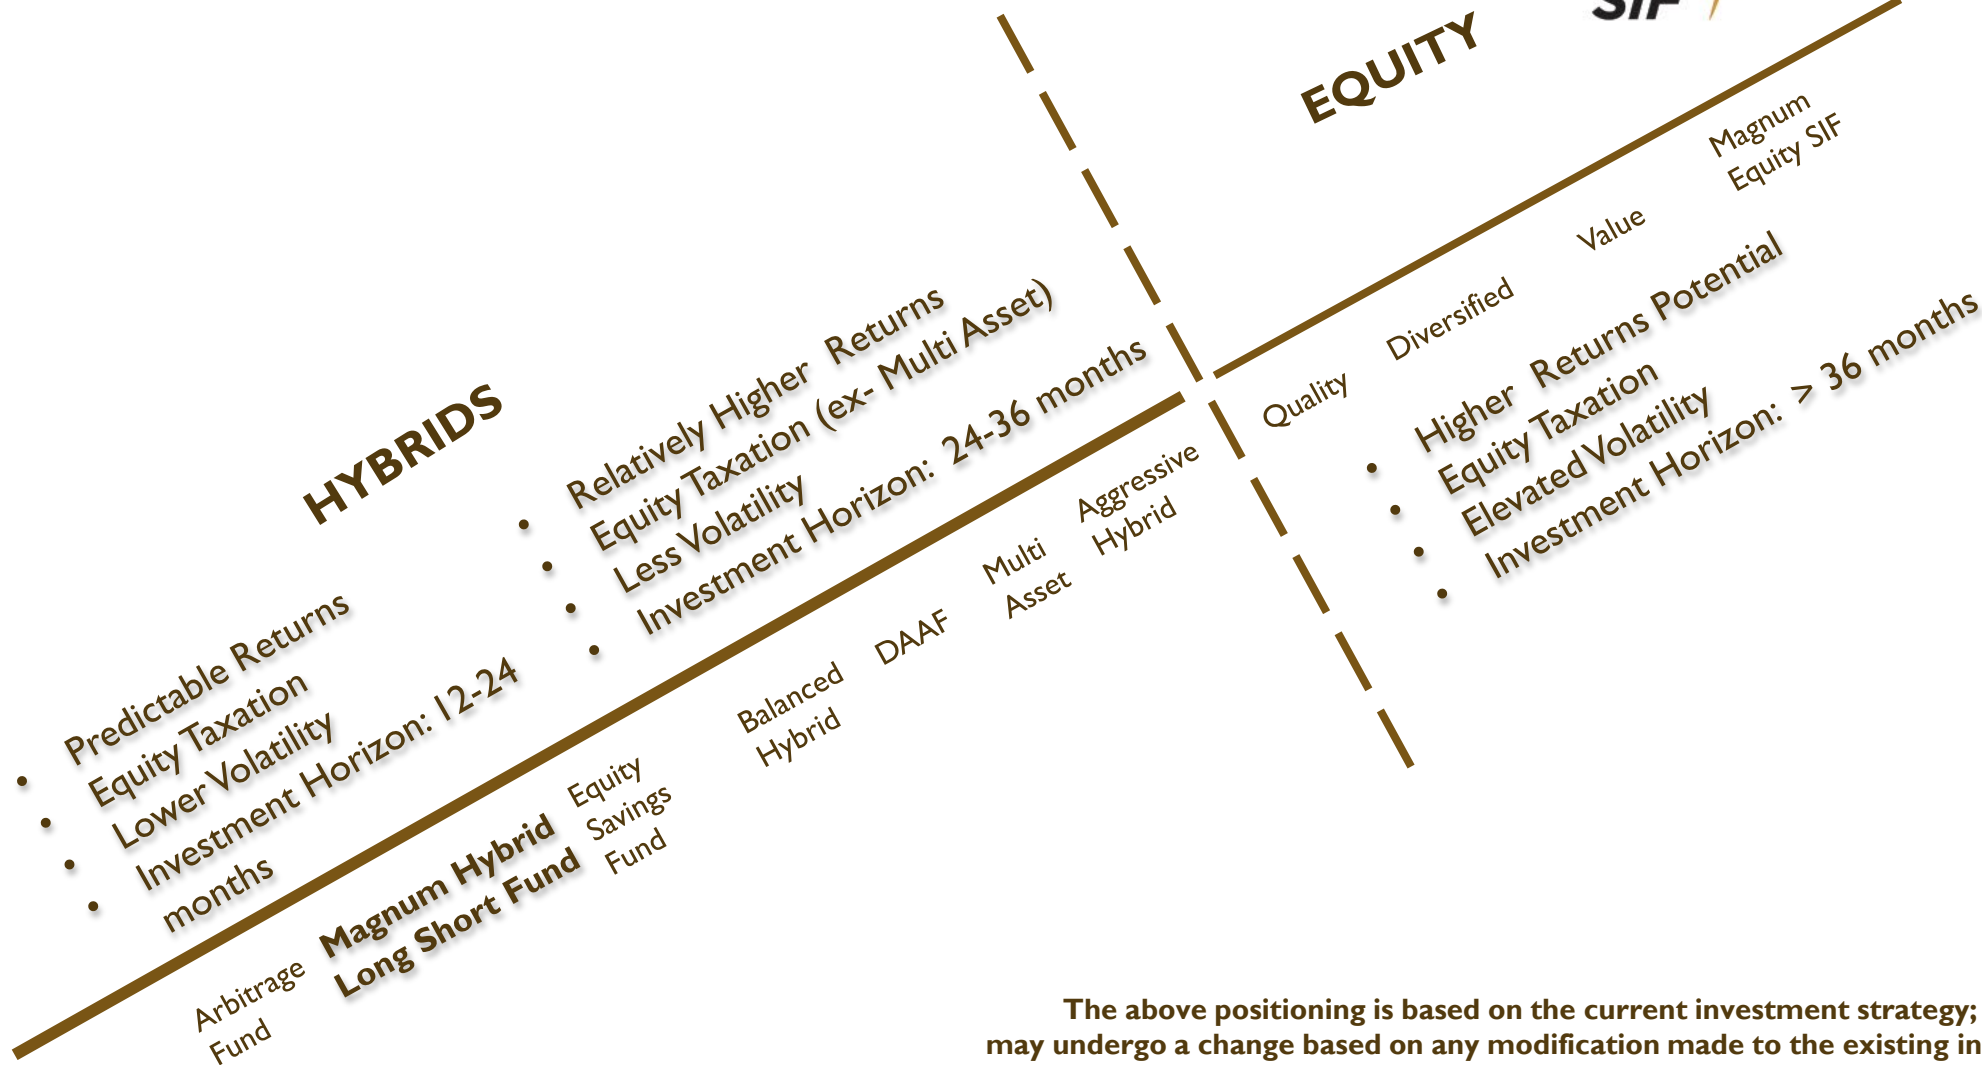 SIF
EQUITY
Magnum
Equity SIF
Value
Diversified
Quality
• Higher Returns Potential
• Equity Taxation
• Elevated Volatility
• Investment Horizon: > 36 months
HYBRIDS
• Relatively Higher Returns
• Equity Taxation (ex- Multi Asset)
• Less Volatility
• Investment Horizon: 24-36 months
• Predictable Returns
• Equity Taxation
• Lower Volatility
• Investment Horizon: 12-24
months
Aggressive
Hybrid
Multi
Asset
DAAF
Balanced
Hybrid
Equity
Savings
Fund
Magnum Hybrid
Long Short Fund
Arbitrage
Fund
The above positioning is based on the current investment strategy;
may undergo a change based on any modification made to the existing in